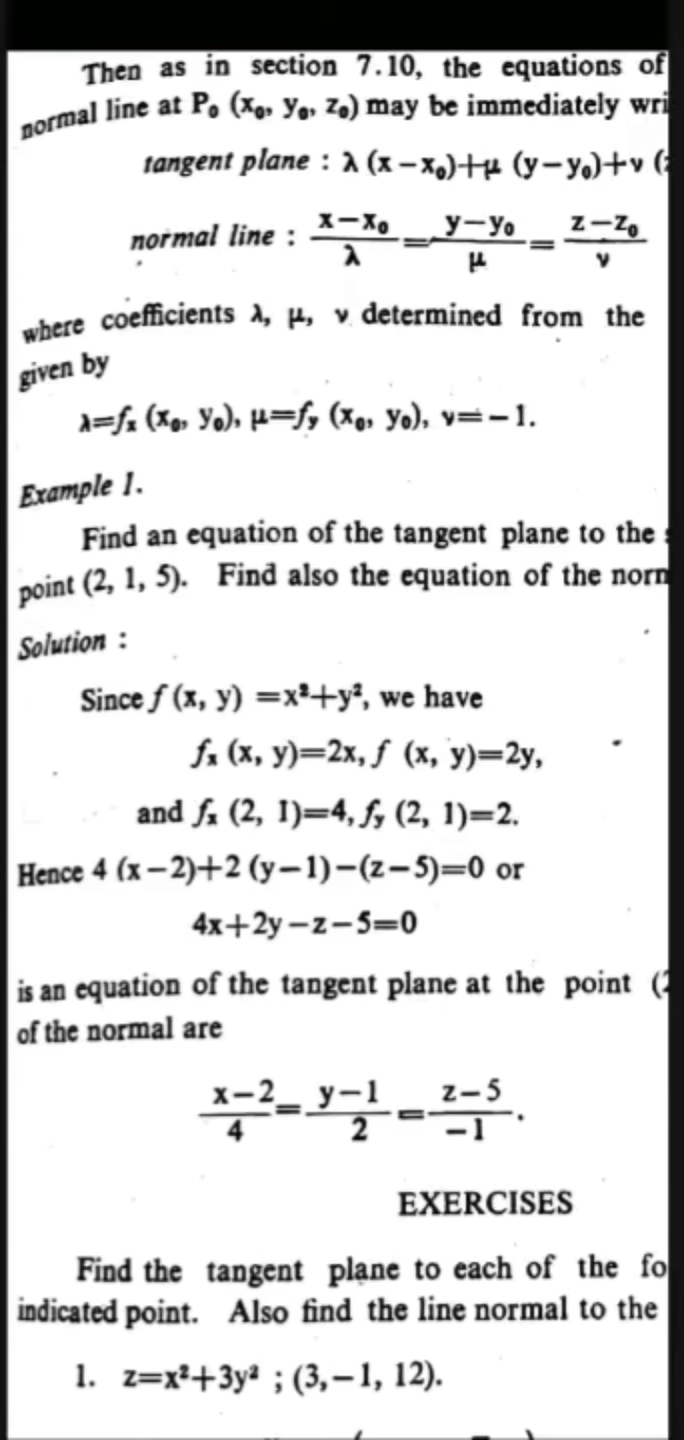 Then as in section 7.10, the equations of
normal line at P₀ (x₀, y₀, z₀) may be immediately wri
tangent plane : λ (x−x₀)+μ (y−y₀)+ν (
normal line : x−x₀/λ = y−y₀/μ = z−z₀/ν
where coefficients λ, μ, ν determined from the
given by
λ=fₓ (x₀, y₀), μ=fᵧ (x₀, y₀), ν=−1.
Example 1.
Find an equation of the tangent plane to the
point (2, 1, 5). Find also the equation of the norm
Solution :
Since f (x, y) =x²+y², we have
fₓ (x, y)=2x, f (x, y)=2y,
and fₓ (2, 1)=4, fᵧ (2, 1)=2.
Hence 4 (x−2)+2 (y−1)−(z−5)=0 or
4x+2y−z−5=0
is an equation of the tangent plane at the point (2
of the normal are
x−2/4 = y−1/2 = z−5/−1.
EXERCISES
Find the tangent plane to each of the fo
indicated point. Also find the line normal to the
1. z=x²+3y² ; (3,−1, 12).